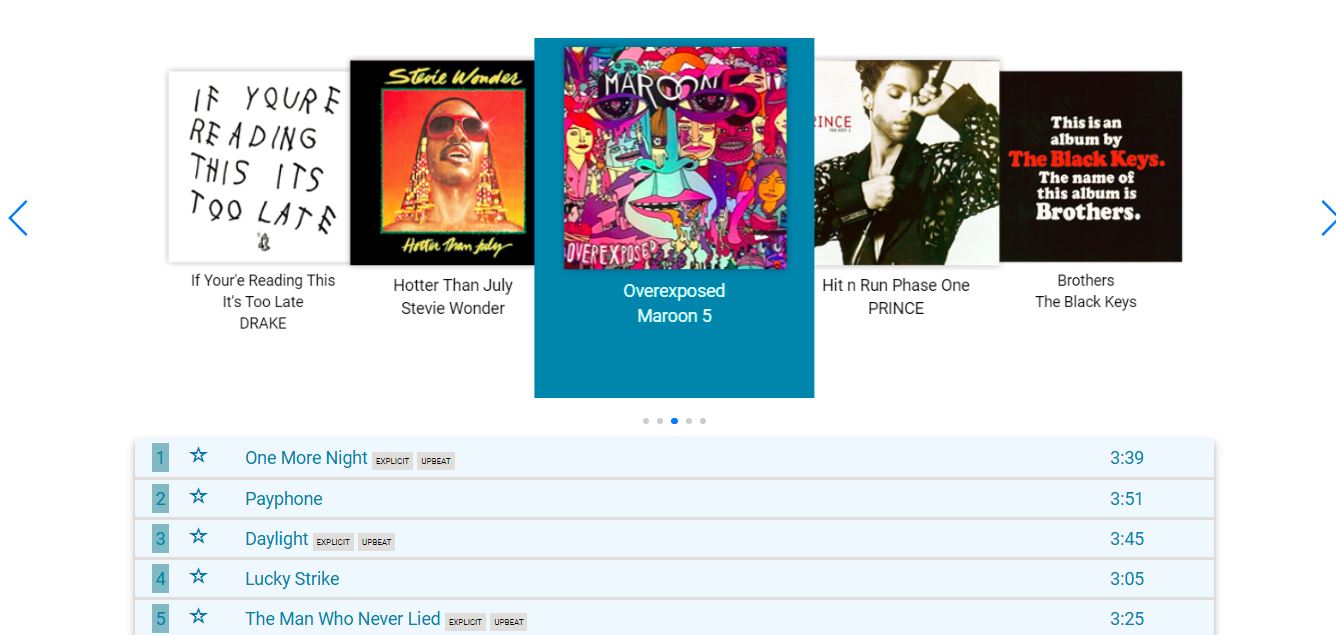 IF YOURE
READING
THIS ITS
TOO LATE
If Your'e Reading This
It's Too Late
DRAKE
Stevie Wonder
Hotter Than July
Hotter Than July
Stevie Wonder
MAROON 5
OVEREXPOSED
Overexposed
Maroon 5
RINCE
Hit n Run Phase One
PRINCE
This is an
album by
The Black Keys.
The name of
this album is
Brothers.
Brothers
The Black Keys
1 One More Night EXPLICIT UPBEAT 3:39
2 Payphone 3:51
3 Daylight EXPLICIT UPBEAT 3:45
4 Lucky Strike 3:05
5 The Man Who Never Lied EXPLICIT UPBEAT 3:25